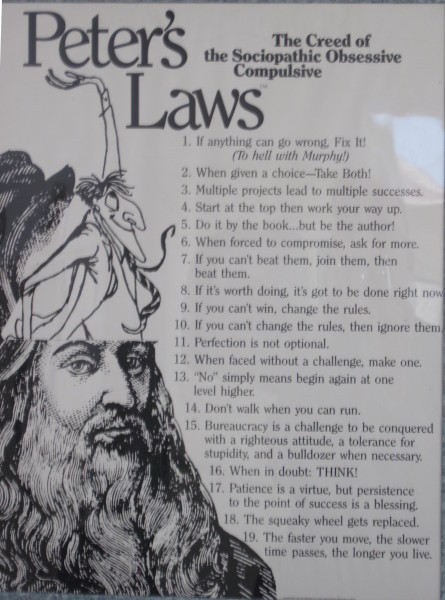 Peter's
Laws™
The Creed of
the Sociopathic Obsessive
Compulsive
1. If anything can go wrong, Fix It!
(To hell with Murphy!)
2. When given a choice—Take Both!
3. Multiple projects lead to multiple successes.
4. Start at the top then work your way up.
5. Do it by the book...but be the author!
6. When forced to compromise, ask for more.
7. If you can't beat them, join them, then
beat them.
8. If it's worth doing, it's got to be done right now
9. If you can't win, change the rules.
10. If you can't change the rules, then ignore them
11. Perfection is not optional.
12. When faced without a challenge, make one.
13. "No" simply means begin again at one
level higher.
14. Don't walk when you can run.
15. Bureaucracy is a challenge to be conquered
with a righteous attitude, a tolerance for
stupidity, and a bulldozer when necessary.
16. When in doubt: THINK!
17. Patience is a virtue, but persistence
to the point of success is a blessing.
18. The squeaky wheel gets replaced.
19. The faster you move, the slower
time passes, the longer you live.